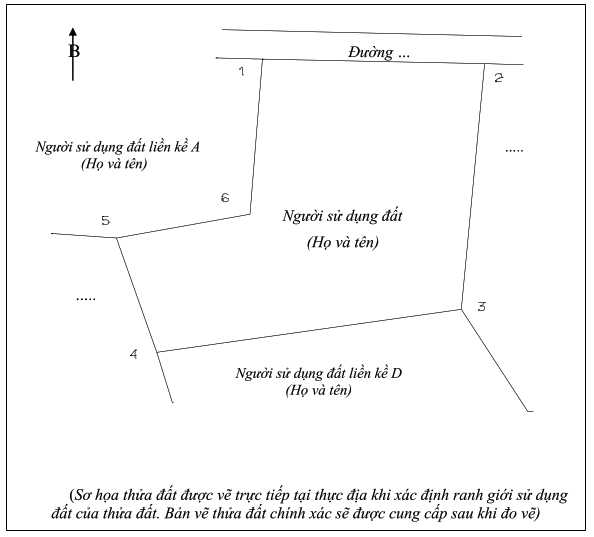 B
Đường ...
1
2
Người sử dụng đất liền kề A
(Họ và tên)
.....
6
Người sử dụng đất
(Họ và tên)
5
.....
3
4
Người sử dụng đất liền kề D
(Họ và tên)
(Sơ họa thửa đất được vẽ trực tiếp tại thực địa khi xác định ranh giới sử dụng
đất của thửa đất. Bản vẽ thửa đất chính xác sẽ được cung cấp sau khi đo vẽ)